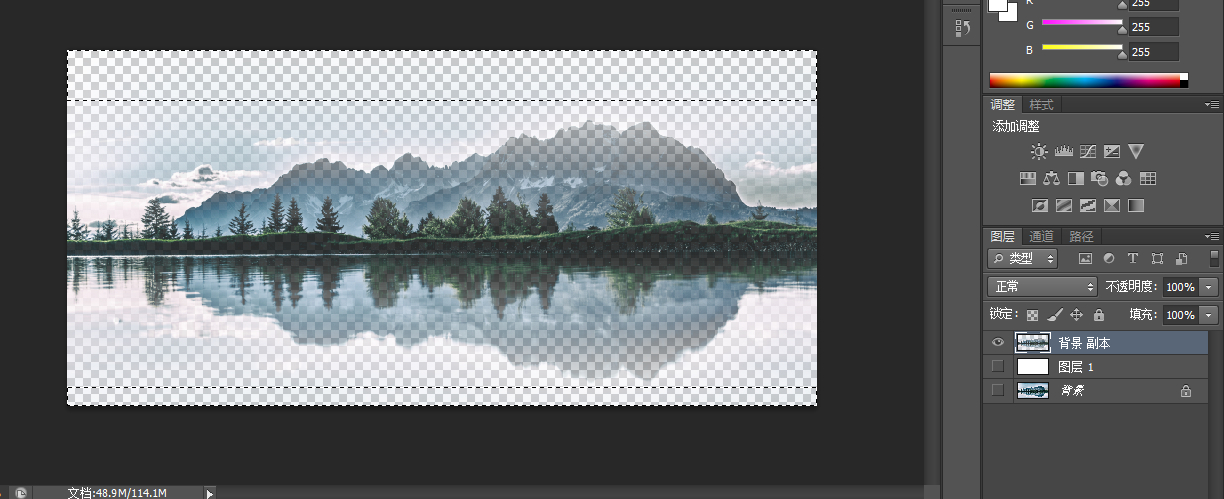 R 255
G 255
B 255
调整 样式
添加调整
图层 通道 路径
类型 T
正常 不透明度: 100%
锁定: 填充: 100%
背景 副本
图层 1
背景
文档:48.9M/114.1M